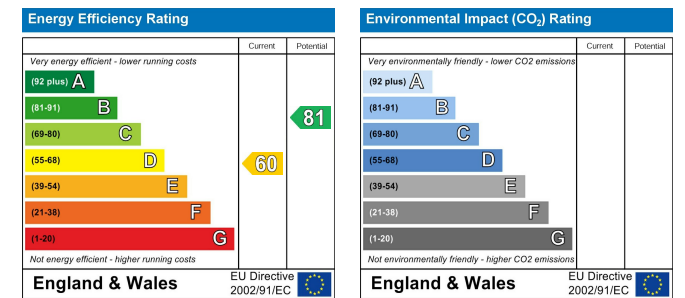 Energy Efficiency Rating
Current Potential
Very energy efficient - lower running costs
(92 plus) A
(81-91) B
81
(69-80) C
(55-68) D
60
(39-54) E
(21-38) F
(1-20) G
Not energy efficient - higher running costs
England & Wales
EU Directive
2002/91/EC
Environmental Impact (CO2) Rating
Current Potential
Very environmentally friendly - lower CO2 emissions
(92 plus) A
(81-91) B
(69-80) C
(55-68) D
(39-54) E
(21-38) F
(1-20) G
Not environmentally friendly - higher CO2 emissions
England & Wales
EU Directive
2002/91/EC